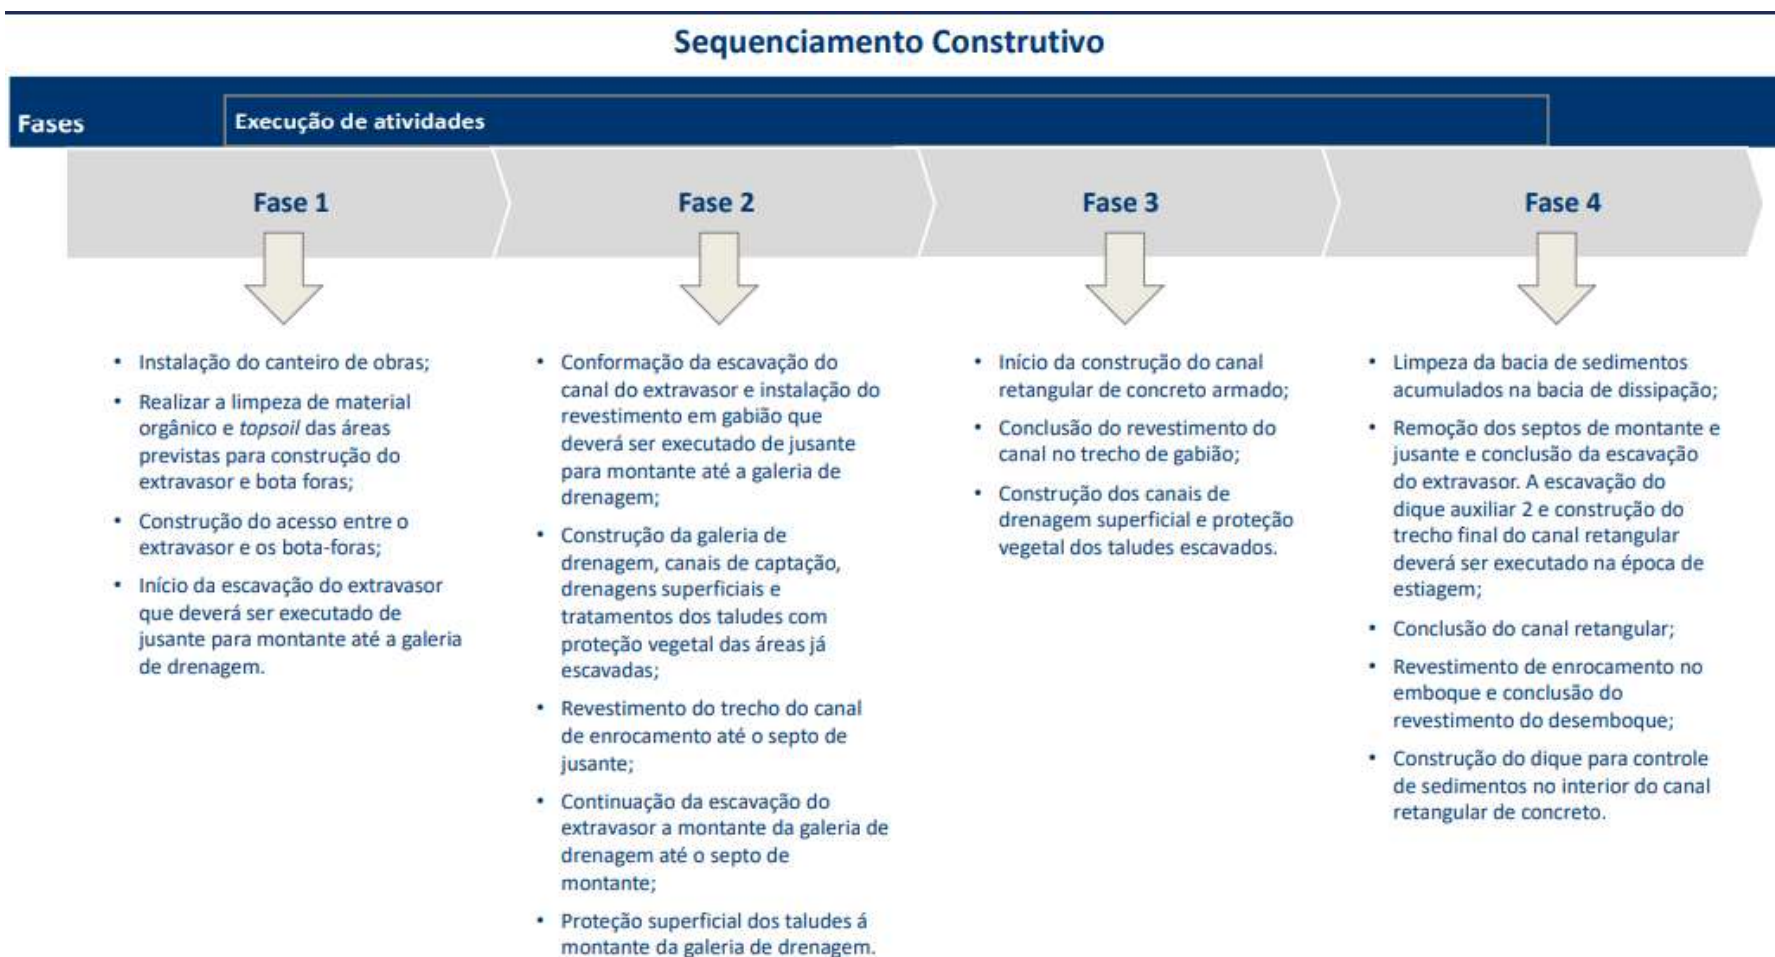 Sequenciamento Construtivo
Fases
Execução de atividades
Fase 1
• Instalação do canteiro de obras;
• Realizar a limpeza de material
orgânico e topsoil das áreas
previstas para construção do
extravasor e bota foras;
• Construção do acesso entre o
extravasor e os bota-foras;
• Início da escavação do extravasor
que deverá ser executado de
jusante para montante até a galeria
de drenagem.
Fase 2
• Conformação da escavação do
canal do extravasor e instalação do
revestimento em gabião que
deverá ser executado de jusante
para montante até a galeria de
drenagem;
• Construção da galeria de
drenagem, canais de captação,
drenagens superficiais e
tratamentos dos taludes com
proteção vegetal das áreas já
escavadas;
• Revestimento do trecho do canal
de enrocamento até o septo de
jusante;
• Continuação da escavação do
extravasor a montante da galeria de
drenagem até o septo de
montante;
• Proteção superficial dos taludes á
montante da galeria de drenagem.
Fase 3
• Início da construção do canal
retangular de concreto armado;
• Conclusão do revestimento do
canal no trecho de gabião;
• Construção dos canais de
drenagem superficial e proteção
vegetal dos taludes escavados.
Fase 4
• Limpeza da bacia de sedimentos
acumulados na bacia de dissipação;
• Remoção dos septos de montante e
jusante e conclusão da escavação
do extravasor. A escavação do
dique auxiliar 2 e construção do
trecho final do canal retangular
deverá ser executado na época de
estiagem;
• Conclusão do canal retangular;
• Revestimento de enrocamento no
emboque e conclusão do
revestimento do desemboque;
• Construção do dique para controle
de sedimentos no interior do canal
retangular de concreto.